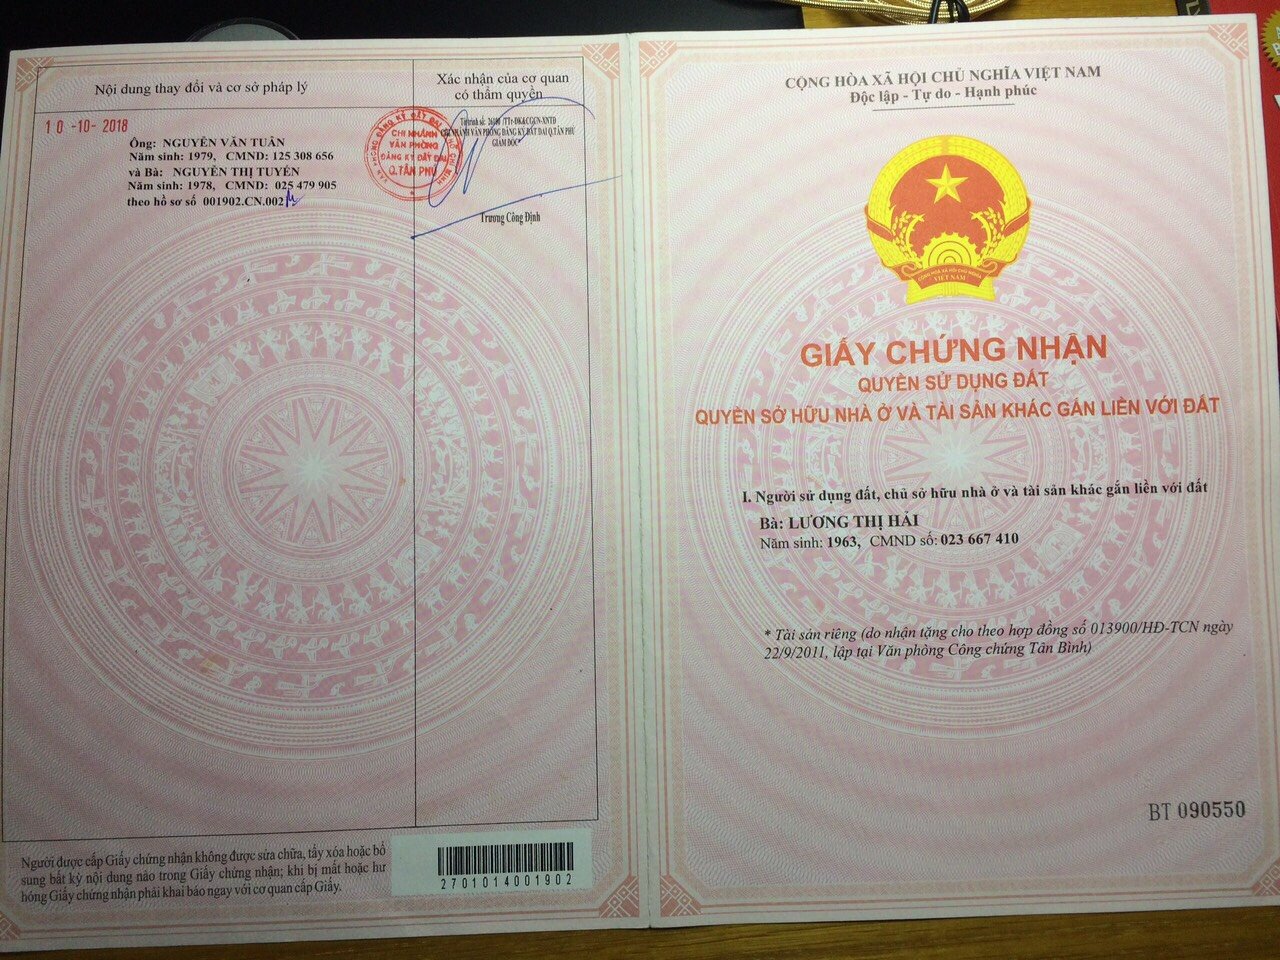 Nội dung thay đổi và cơ sở pháp lý
Xác nhận của cơ quan
có thẩm quyền
10 -10- 2018
Ông: NGUYỄN VĂN TUÂN
Năm sinh: 1979, CMND: 125 308 656
và Bà: NGUYỄN THỊ TUYẾN
Năm sinh: 1978, CMND: 025 479 905
theo hồ sơ số 001902.CN.002
VĂN PHÒNG ĐĂNG KÝ ĐẤT ĐAI
CHI NHÁNH
VĂN PHÒNG
ĐĂNG KÝ ĐẤT ĐAI
Q.TÂN PHÚ
CHI NHÁNH VĂN PHÒNG ĐĂNG KÝ ĐẤT ĐAI Q.TÂN PHÚ
GIÁM ĐỐC
Trương Công Định
Người được cấp Giấy chứng nhận không được sửa chữa, tẩy xóa hoặc bổ
sung bất kỳ nội dung nào trong Giấy chứng nhận; khi bị mất hoặc hư
hỏng Giấy chứng nhận phải khai báo ngay với cơ quan cấp Giấy.
2701014001902
CỘNG HÒA XÃ HỘI CHỦ NGHĨA VIỆT NAM
Độc lập - Tự do - Hạnh phúc
CỘNG HÒA XÃ HỘI CHỦ NGHĨA
VIỆT NAM
GIẤY CHỨNG NHẬN
QUYỀN SỬ DỤNG ĐẤT
QUYỀN SỞ HỮU NHÀ Ở VÀ TÀI SẢN KHÁC GẮN LIỀN VỚI ĐẤT
I. Người sử dụng đất, chủ sở hữu nhà ở và tài sản khác gắn liền với đất
Bà: LƯƠNG THỊ HẢI
Năm sinh: 1963, CMND số: 023 667 410
* Tài sản riêng (do nhận tặng cho theo hợp đồng số 013900/HĐ-TCN ngày
22/9/2011, lập tại Văn phòng Công chứng Tân Bình)
BT 090550